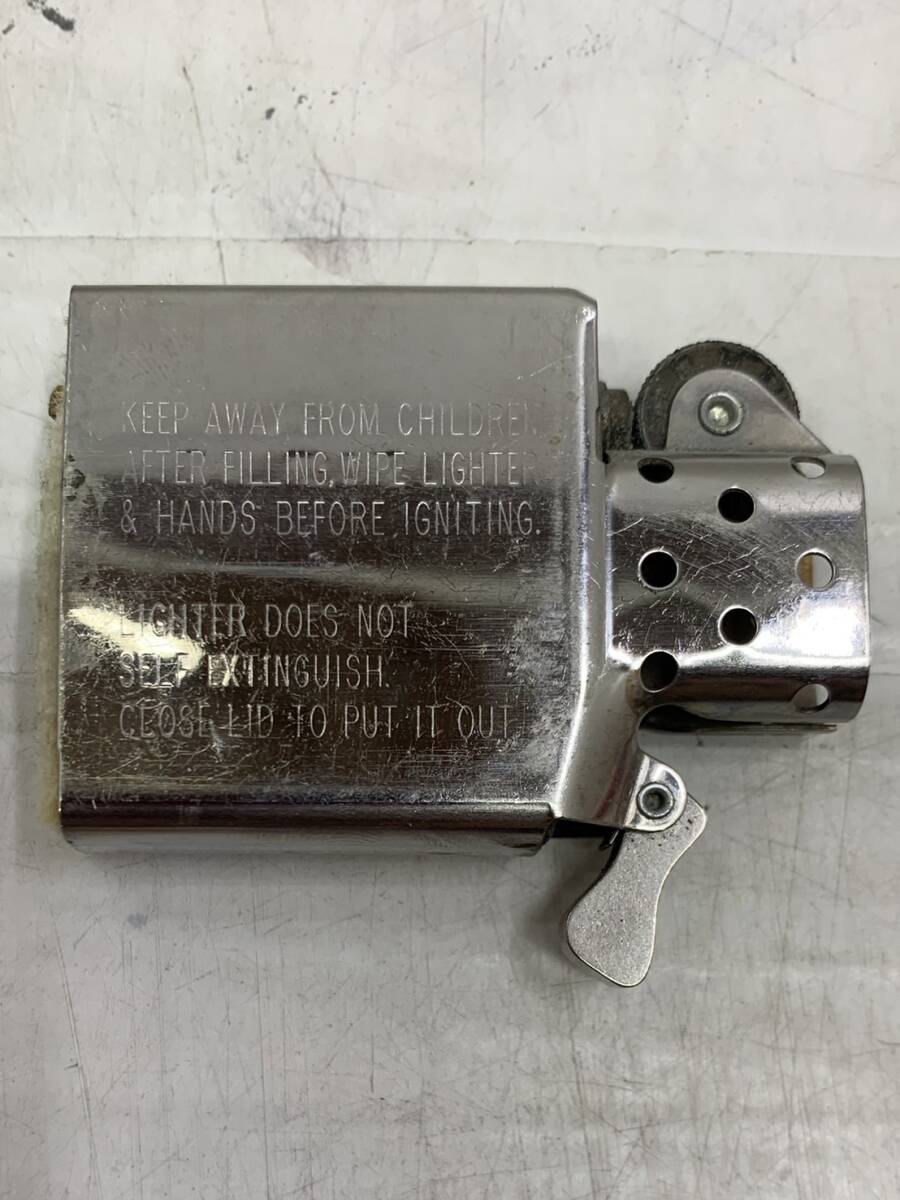 KEEP AWAY FROM CHILDREN
AFTER FILLING, WIPE LIGHTER
& HANDS BEFORE IGNITING.
LIGHTER DOES NOT
SELF EXTINGUISH.
CLOSE LID TO PUT IT OUT